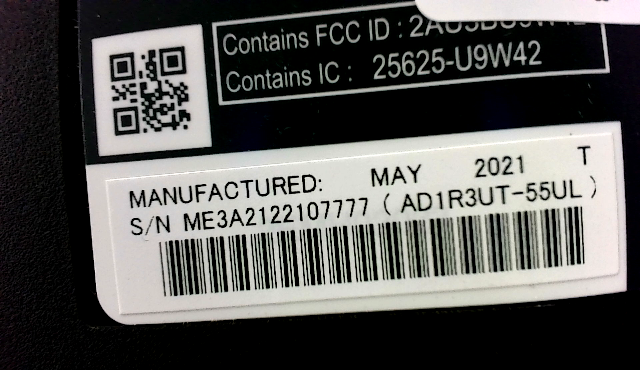 Contains FCC ID :
Contains IC : 25625-U9W42
MANUFACTURED: MAY 2021 T
S/N ME3A2122107777 ( AD1R3UT-55UL )